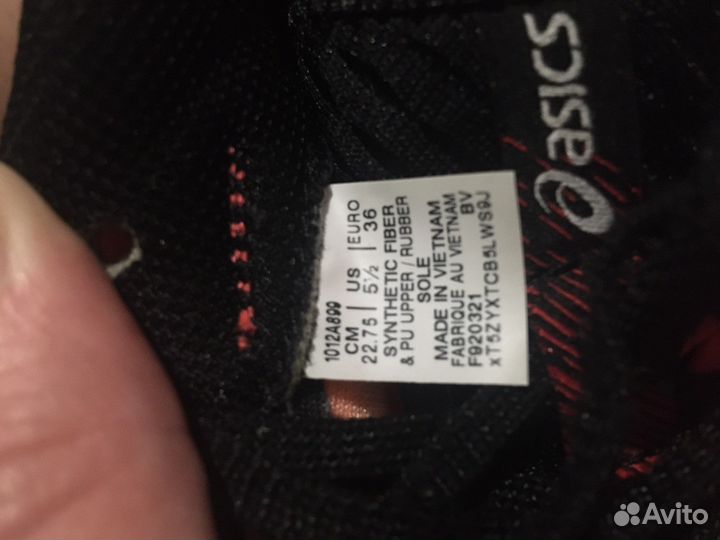 asics
1012A899
CM | US | EURO
22.75 | 5½ | 36
SYNTHETIC FIBER
& PU UPPER / RUBBER
SOLE
MADE IN VIETNAM
FABRIQUE AU VIETNAM
F920321 BV
xT5ZYXTCB5LWS9J
Avito